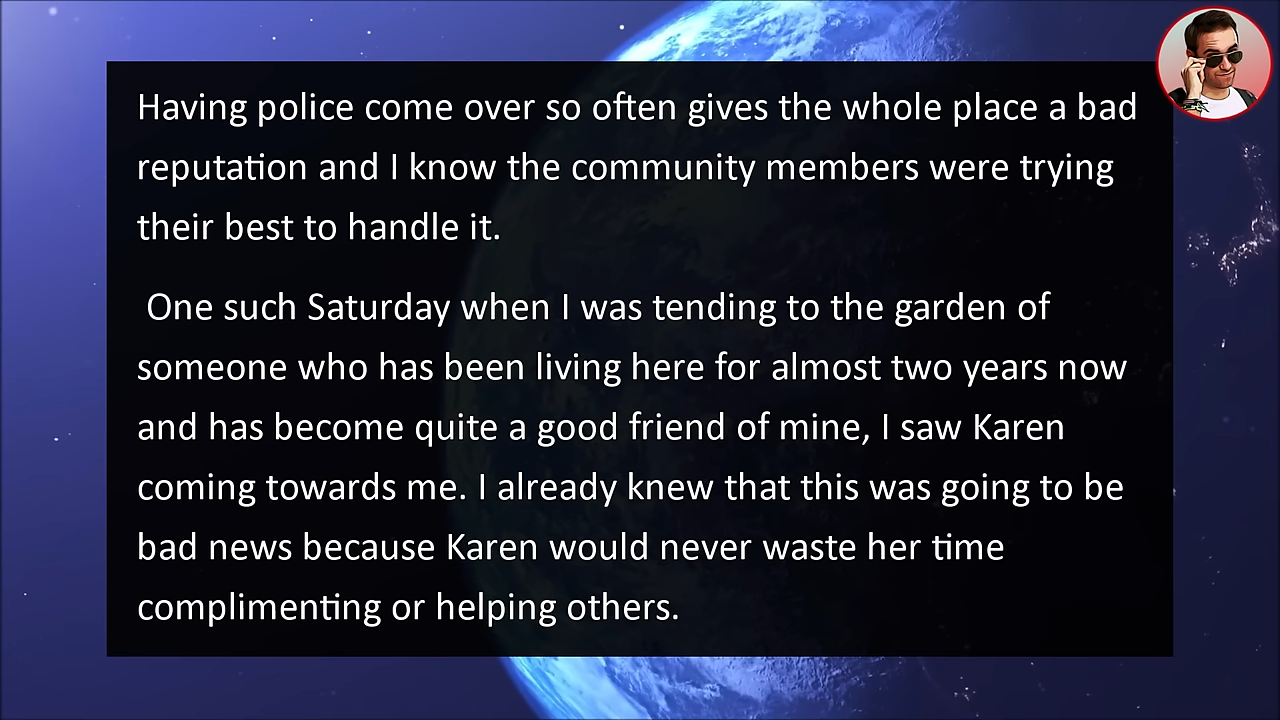 Having police come over so often gives the whole place a bad
reputation and I know the community members were trying
their best to handle it.
One such Saturday when I was tending to the garden of
someone who has been living here for almost two years now
and has become quite a good friend of mine, I saw Karen
coming towards me. I already knew that this was going to be
bad news because Karen would never waste her time
complimenting or helping others.